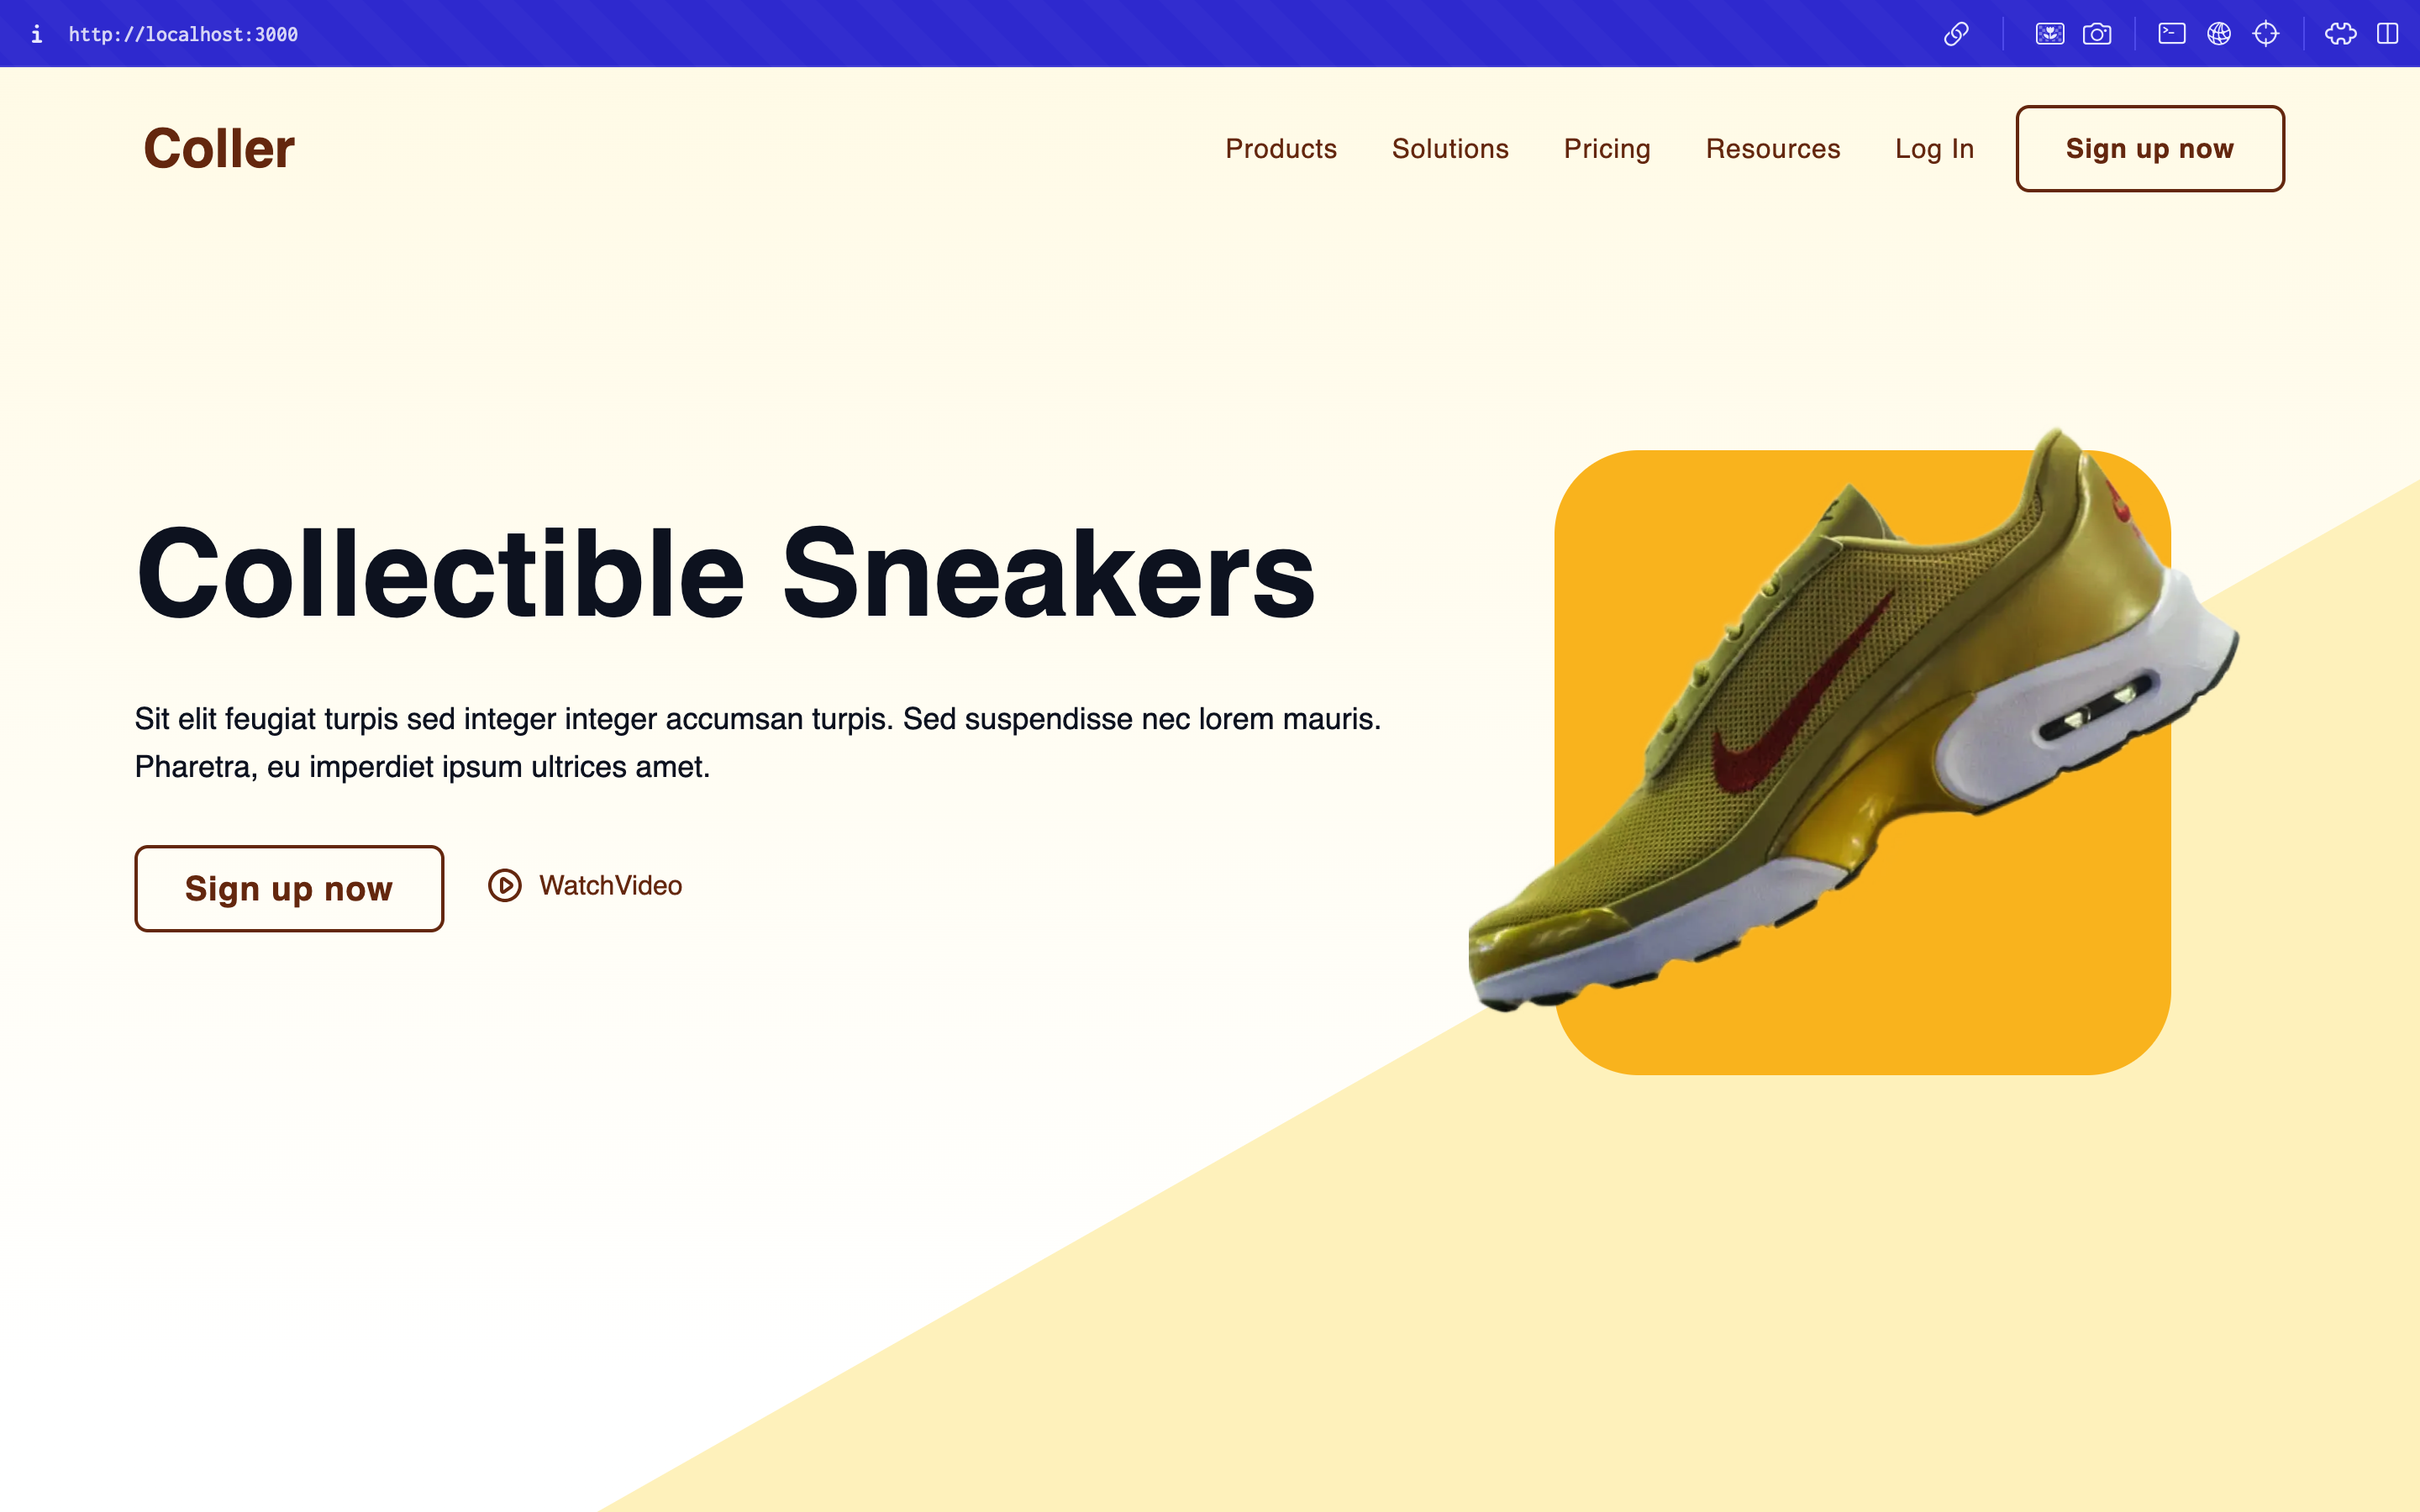 http://localhost:3000
Coller
Products
Solutions
Pricing
Resources
Log In
Sign up now
Collectible Sneakers
Sit elit feugiat turpis sed integer integer accumsan turpis. Sed suspendisse nec lorem mauris.
Pharetra, eu imperdiet ipsum ultrices amet.
Sign up now
WatchVideo